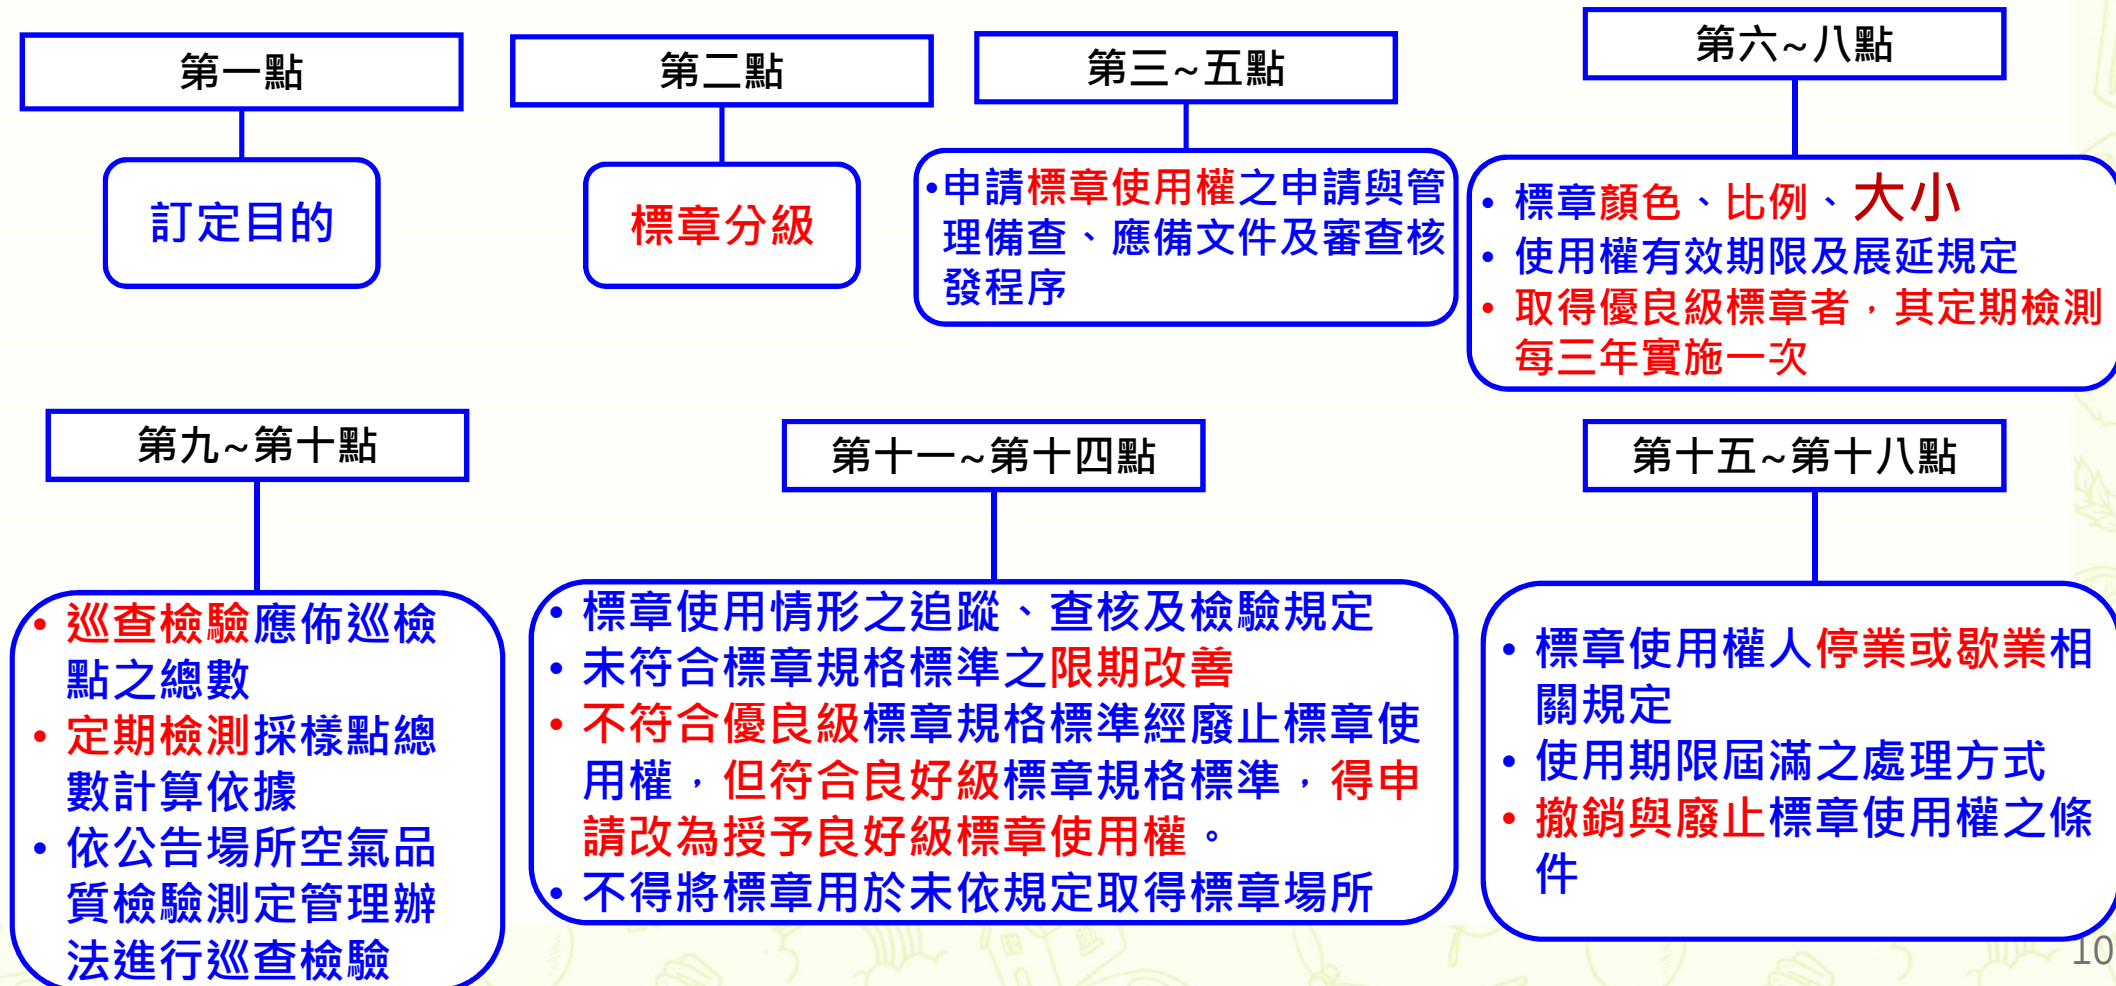 第一點
訂定目的
第二點
標章分級
第三~五點
•申請標章使用權之申請與管
理備查、應備文件及審查核
發程序
第六~八點
• 標章顏色、比例、大小
• 使用權有效期限及展延規定
• 取得優良級標章者，其定期檢測
每三年實施一次
第九~第十點
• 巡查檢驗應佈巡檢
點之總數
• 定期檢測採樣點總
數計算依據
• 依公告場所空氣品
質檢驗測定管理辦
法進行巡查檢驗
第十一~第十四點
• 標章使用情形之追蹤、查核及檢驗規定
• 未符合標章規格標準之限期改善
• 不符合優良級標章規格標準經廢止標章使
用權，但符合良好級標章規格標準，得申
請改為授予良好級標章使用權。
• 不得將標章用於未依規定取得標章場所
第十五~第十八點
• 標章使用權人停業或歇業相
關規定
• 使用期限屆滿之處理方式
• 撤銷與廢止標章使用權之條
件
10